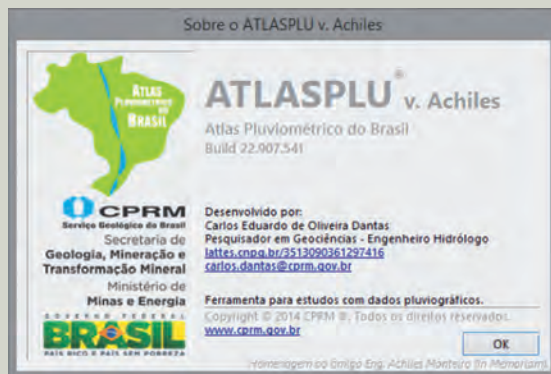 Sobre o ATLASPLU v. Achiles
ATLAS
PLUVIOMÉTRICO
DO
BRASIL
CPRM
Serviço Geológico do Brasil
Secretaria de
Geologia, Mineração e
Transformação Mineral
Ministério de
Minas e Energia
GOVERNO FEDERAL
BRASIL
PAÍS RICO É PAÍS SEM POBREZA
ATLASPLU® v. Achiles
Atlas Pluviométrico do Brasil
Build 22.907.541
Desenvolvido por:
Carlos Eduardo de Oliveira Dantas
Pesquisador em Geociências - Engenheiro Hidrólogo
lattes.cnpq.br/3513090361297416
carlos.dantas@cprm.gov.br
Ferramenta para estudos com dados pluviográficos.
Copyright © 2014 CPRM ®. Todos os direitos reservados.
www.cprm.gov.br
OK
Homenagem ao Amigo Eng. Achiles Monteiro (In Memoriam)